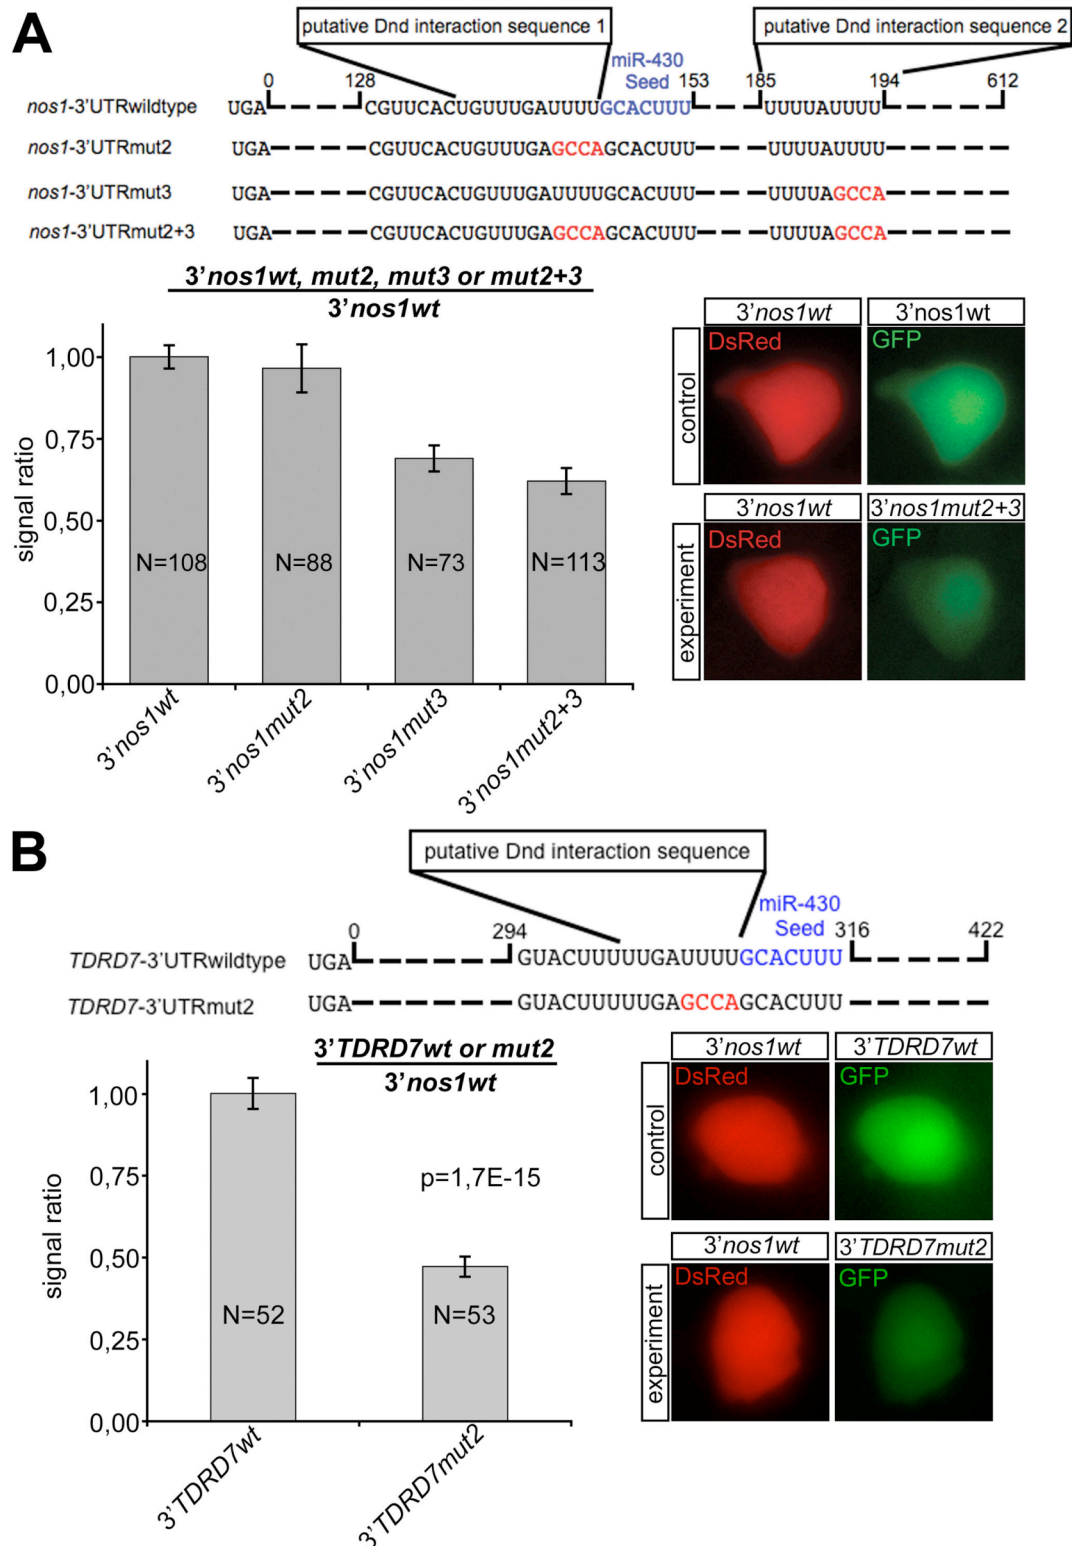 A
putative Dnd interaction sequence 1
putative Dnd interaction sequence 2
miR-430
Seed
0 128 153 185 194 612
nos1-3'UTRwildtype UGA CGUUCACUGUUUGAUUUUGCACUUU UUUUAUUUU
nos1-3'UTRmut2 UGA CGUUCACUGUUUGAGCCAGCACUUU UUUUAUUUU
nos1-3'UTRmut3 UGA CGUUCACUGUUUGAUUUUGCACUUU UUUUAGCCA
nos1-3'UTRmut2+3 UGA CGUUCACUGUUUGAGCCAGCACUUU UUUUAGCCA
3'nos1wt, mut2, mut3 or mut2+3
3'nos1wt
signal ratio
1,00
0,75
0,50
0,25
0,00
N=108
N=88
N=73
N=113
3'nos1wt
3'nos1mut2
3'nos1mut3
3'nos1mut2+3
3'nos1wt 3'nos1wt
control
DsRed GFP
3'nos1wt 3'nos1mut2+3
experiment
DsRed GFP
B
putative Dnd interaction sequence
miR-430
Seed
0 294 316 422
TDRD7-3'UTRwildtype UGA GUACUUUUUGAUUUUGCACUUU
TDRD7-3'UTRmut2 UGA GUACUUUUUGAGCCAGCACUUU
3'TDRD7wt or mut2
3'nos1wt
signal ratio
1,00
0,75
0,50
0,25
0,00
p=1,7E-15
N=52
N=53
3'TDRD7wt
3'TDRD7mut2
3'nos1wt 3'TDRD7wt
control
DsRed GFP
3'nos1wt 3'TDRD7mut2
experiment
DsRed GFP